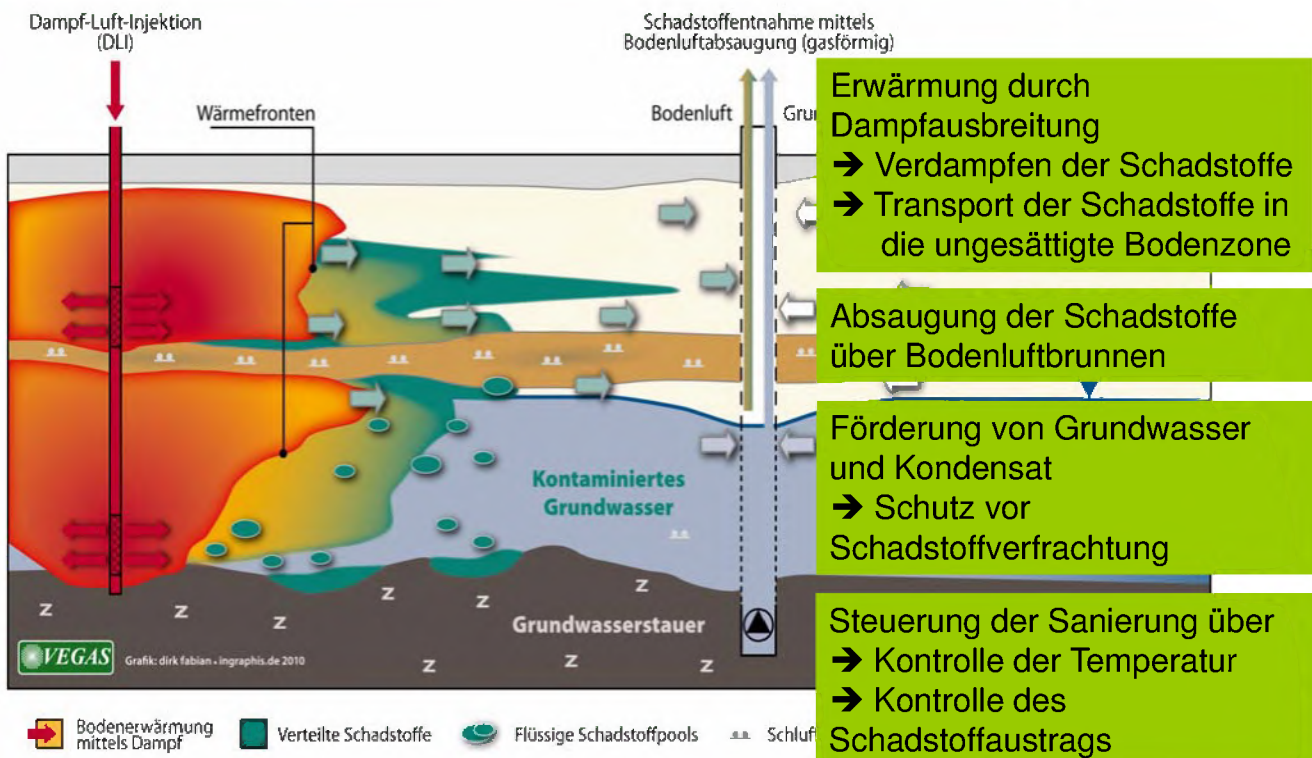 Dampf-Luft-Injektion
(DLI)
Schadstoffentnahme mittels
Bodenluftabsaugung (gasförmig)
Wärmefronten
Bodenluft
Kontaminiertes
Grundwasser
Grundwasserstauer
z
z
z
z
z
z
z
z
VEGAS
Grafik: dirk fabian • ingraphis.de 2010
Bodenerwärmung
mittels Dampf
Verteilte Schadstoffe
Flüssige Schadstoffpools
Erwärmung durch
Dampfausbreitung
➔ Verdampfen der Schadstoffe
➔ Transport der Schadstoffe in
die ungesättigte Bodenzone
Absaugung der Schadstoffe
über Bodenluftbrunnen
Förderung von Grundwasser
und Kondensat
➔ Schutz vor
Schadstoffverfrachtung
Steuerung der Sanierung über
➔ Kontrolle der Temperatur
➔ Kontrolle des
Schadstoffaustrags